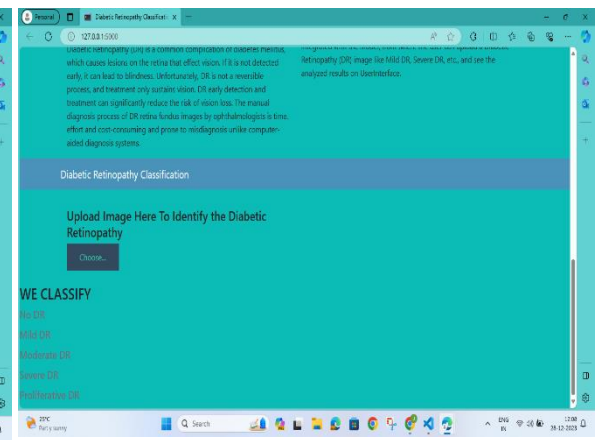 Personal
Diabetic Retinopathy Classificati
127.0.0.1:5000
Diabetic Retinopathy (DR) is a common complication of diabetes mellitus,
which causes lesions on the retina that effect vision. If it is not detected
early, it can lead to blindness. Unfortunately, DR is not a reversible
process, and treatment only sustains vision. DR early detection and
treatment can significantly reduce the risk of vision loss. The manual
diagnosis process of DR retina fundus images by ophthalmologists is time,
effort and cost-consuming and prone to misdiagnosis unlike computer-
aided diagnosis systems.
Retinopathy (DR) image like Mild DR, Severe DR, etc., and see the
analyzed results on UserInterface.
Diabetic Retinopathy Classification
Upload Image Here To Identify the Diabetic
Retinopathy
Choose...
WE CLASSIFY
No DR
Mild DR
Moderate DR
Severe DR
Proliferative DR
Partly sunny
Search
ENG
IN
12:08